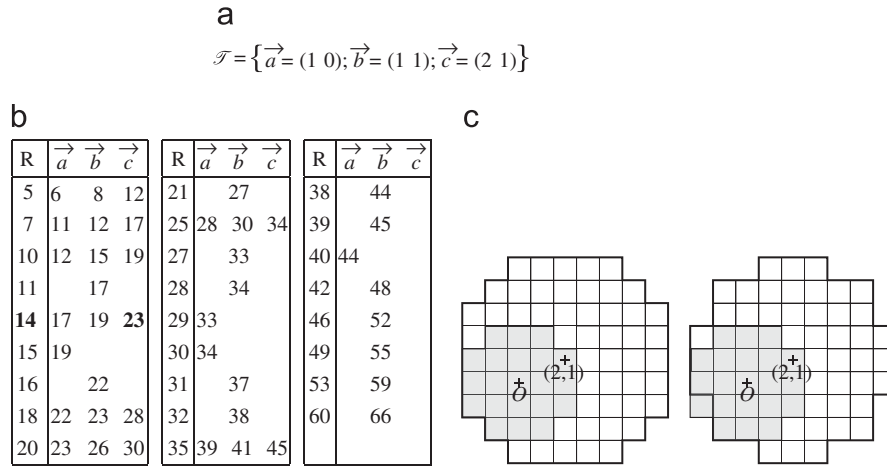 a
𝒯 = {a⃗ = (1 0); b⃗ = (1 1); c⃗ = (2 1)}
b
R a⃗ b⃗ c⃗
5 6 8 12
7 11 12 17
10 12 15 19
11 17
14 17 19 23
15 19
16 22
18 22 23 28
20 23 26 30
R a⃗ b⃗ c⃗
21 27
25 28 30 34
27 33
28 34
29 33
30 34
31 37
32 38
35 39 41 45
R a⃗ b⃗ c⃗
38 44
39 45
40 44
42 48
46 52
49 55
53 59
60 66
c
(2,1)
O
(2,1)
O